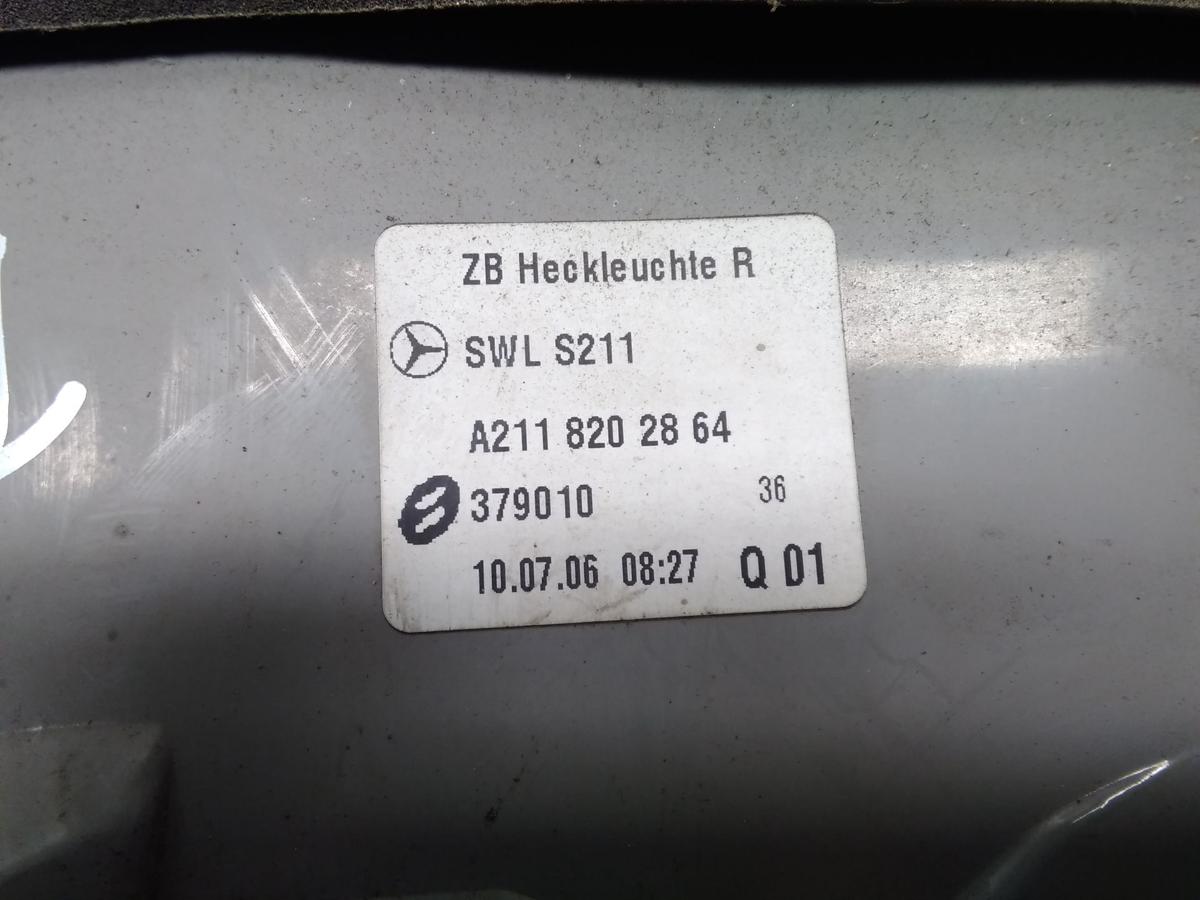 ZB Heckleuchte R
SWL S211
A211 820 28 64
379010 36
10.07.06 08:27 Q 01